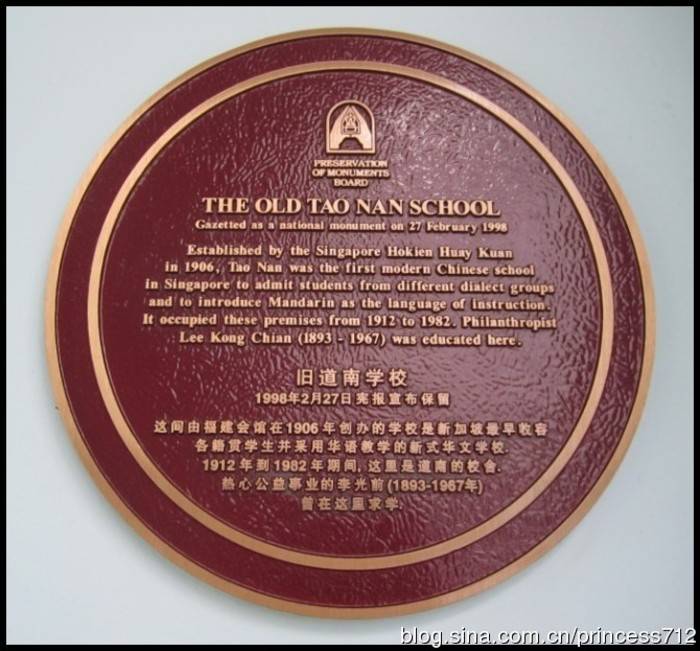 PRESERVATION
OF MONUMENTS
BOARD
THE OLD TAO NAN SCHOOL
Gazetted as a national monument on 27 February 1998
Established by the Singapore Hokien Huay Kuan
in 1906, Tao Nan was the first modern Chinese school
in Singapore to admit students from different dialect groups
and to introduce Mandarin as the language of instruction.
It occupied these premises from 1912 to 1982. Philanthropist
Lee Kong Chian (1893 - 1967) was educated here.
旧道南学校
1998年2月27日宪报宣布保留
这间由福建会馆在1906年创办的学校是新加坡最早收容
各籍贯学生并采用华语教学的新式华文学校.
1912年到1982年期间, 这里是道南的校舍.
热心公益事业的李光前(1893-1967年)
曾在这里求学.
blog.sina.com.cn/princess712